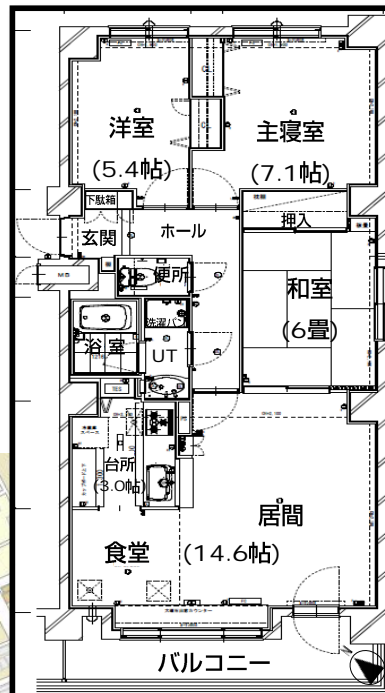 洋室
(5.4帖)
主寝室
(7.1帖)
下駄箱
玄関
ホール
押入
MB
便所
和室
(6畳)
洗濯パン
浴室
UT
TES
台所
(3.0帖)
居間
食堂
(14.6帖)
バルコニー
N